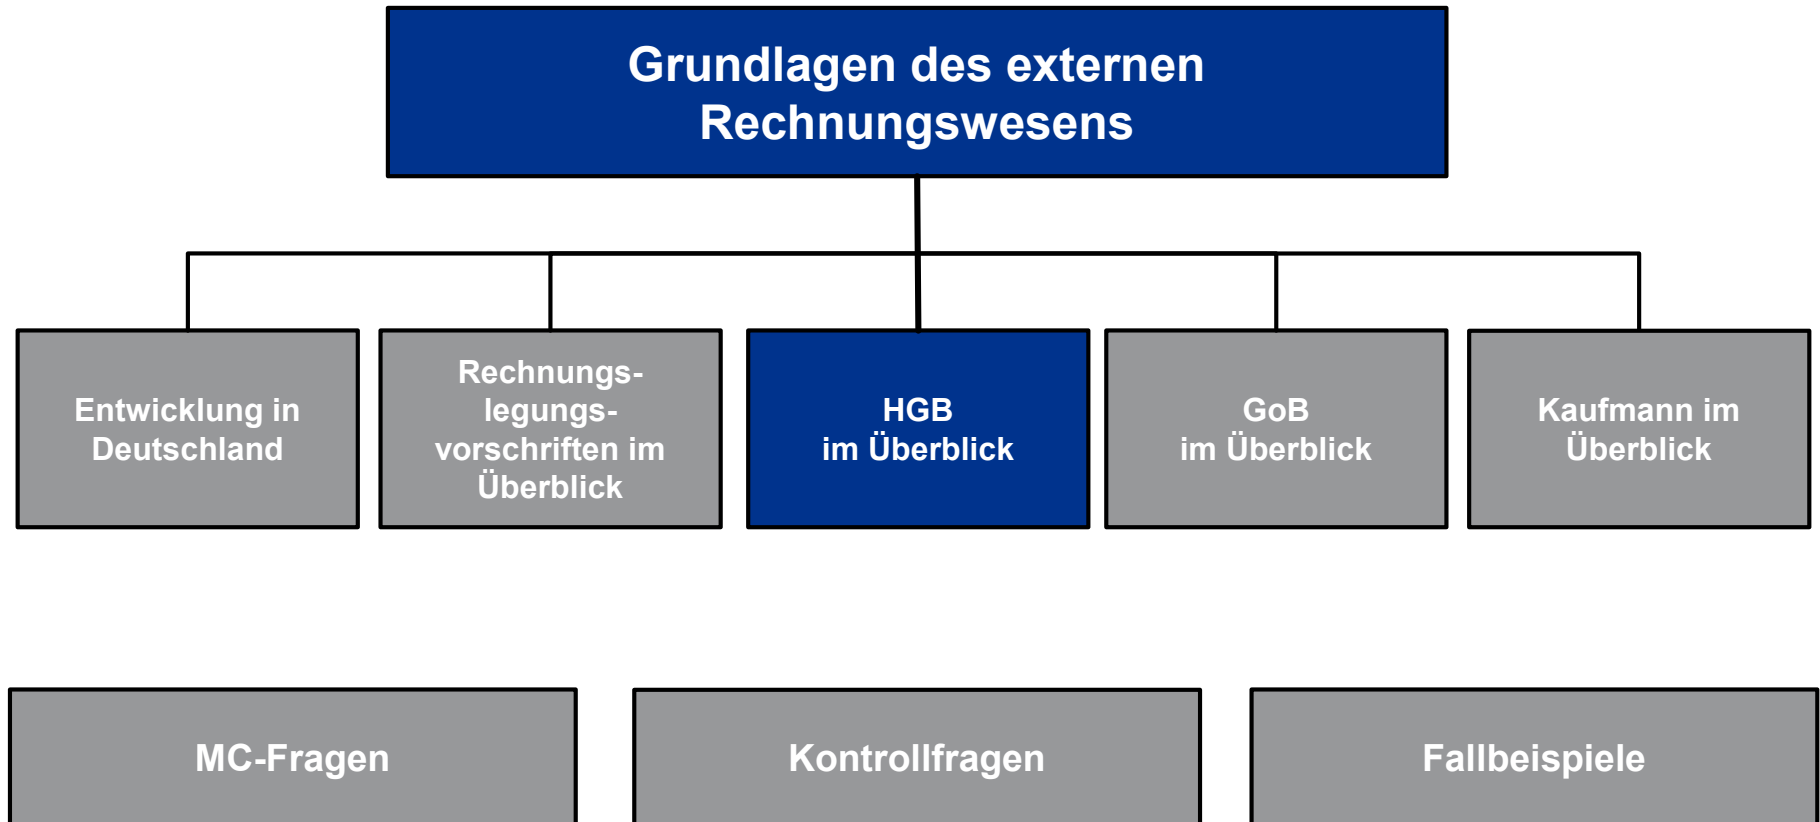 Grundlagen des externen
Rechnungswesens
Entwicklung in
Deutschland
Rechnungs-
legungs-
vorschriften im
Überblick
HGB
im Überblick
GoB
im Überblick
Kaufmann im
Überblick
MC-Fragen
Kontrollfragen
Fallbeispiele